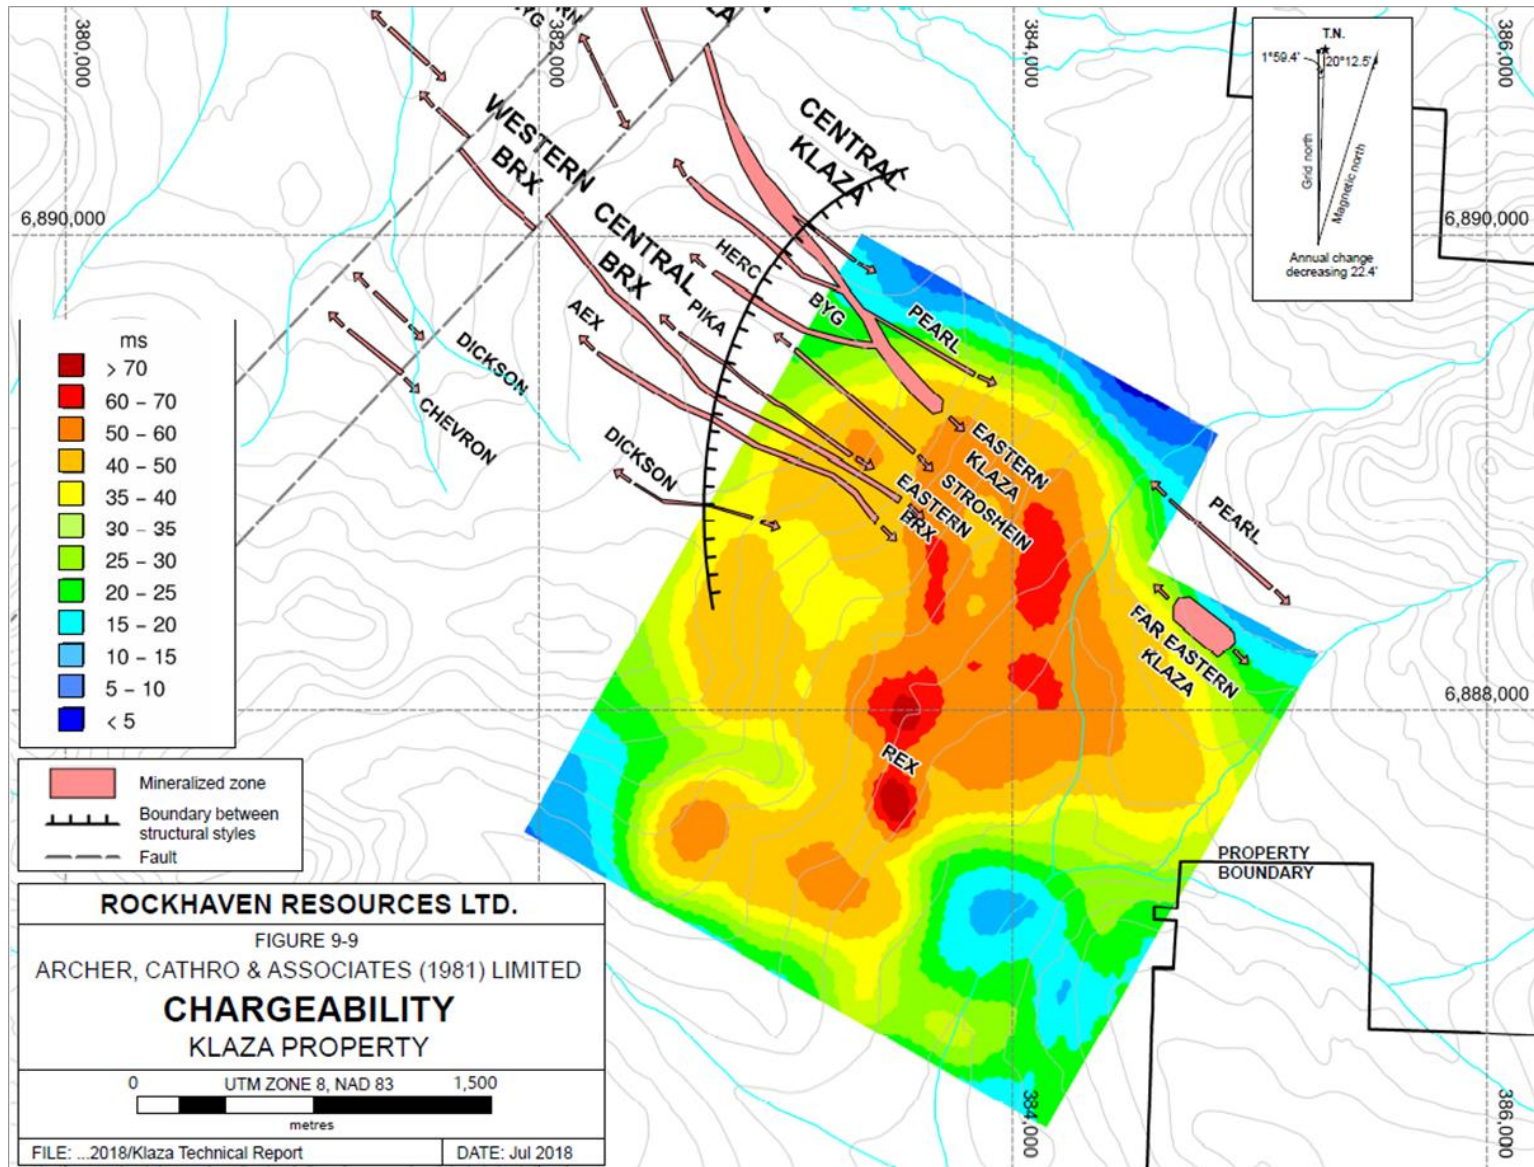 380,000
382,000
384,000
386,000
BYG
T.N.
1°59.4'
20°12.5'
Grid north
Magnetic north
Annual change
decreasing 22.4'
6,890,000
6,890,000
WESTERN
BRX
CENTRAL
KLAZA
CENTRAL
BRX
HERC
BYG
PEARL
PIKA
AEX
DICKSON
CHEVRON
DICKSON
EASTERN
KLAZA
STROSHEIN
EASTERN
BRX
PEARL
FAR EASTERN
KLAZA
6,888,000
REX
PROPERTY
BOUNDARY
ms
> 70
60 – 70
50 – 60
40 – 50
35 – 40
30 – 35
25 – 30
20 – 25
15 – 20
10 – 15
5 – 10
< 5
Mineralized zone
Boundary between
structural styles
Fault
ROCKHAVEN RESOURCES LTD.
FIGURE 9-9
ARCHER, CATHRO & ASSOCIATES (1981) LIMITED
CHARGEABILITY
KLAZA PROPERTY
0 UTM ZONE 8, NAD 83 1,500
metres
FILE: ...2018/Klaza Technical Report DATE: Jul 2018
384,000
386,000